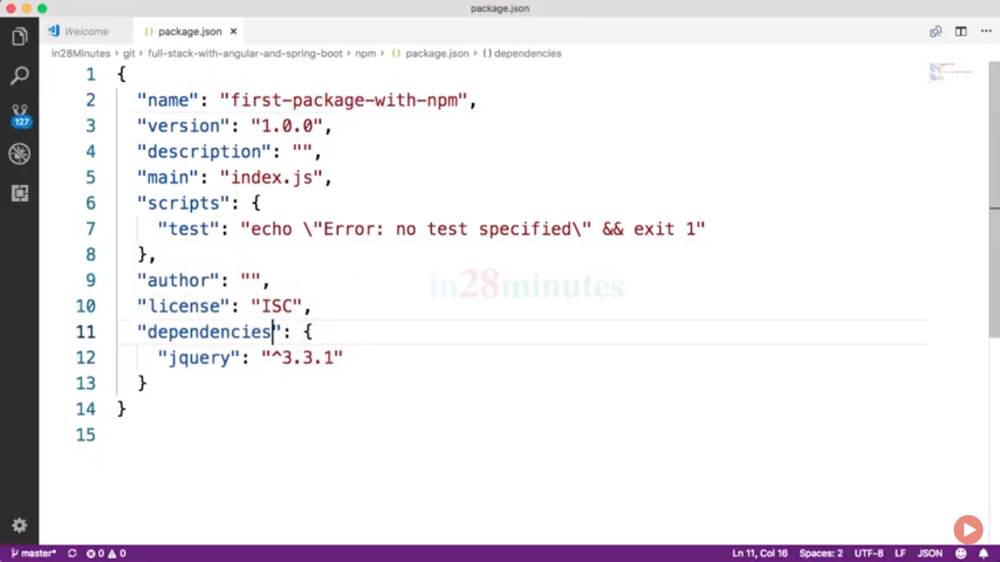 package.json
Welcome
package.json ×
in28Minutes › git › full-stack-with-angular-and-spring-boot › npm › {} package.json › {} dependencies
1 {
2 "name": "first-package-with-npm",
3 "version": "1.0.0",
4 "description": "",
5 "main": "index.js",
6 "scripts": {
7 "test": "echo \"Error: no test specified\" && exit 1"
8 },
9 "author": "",
in28minutes
10 "license": "ISC",
11 "dependencies": {
12 "jquery": "^3.3.1"
13 }
14 }
15
127
master* 0 0 Ln 11, Col 16 Spaces: 2 UTF-8 LF JSON